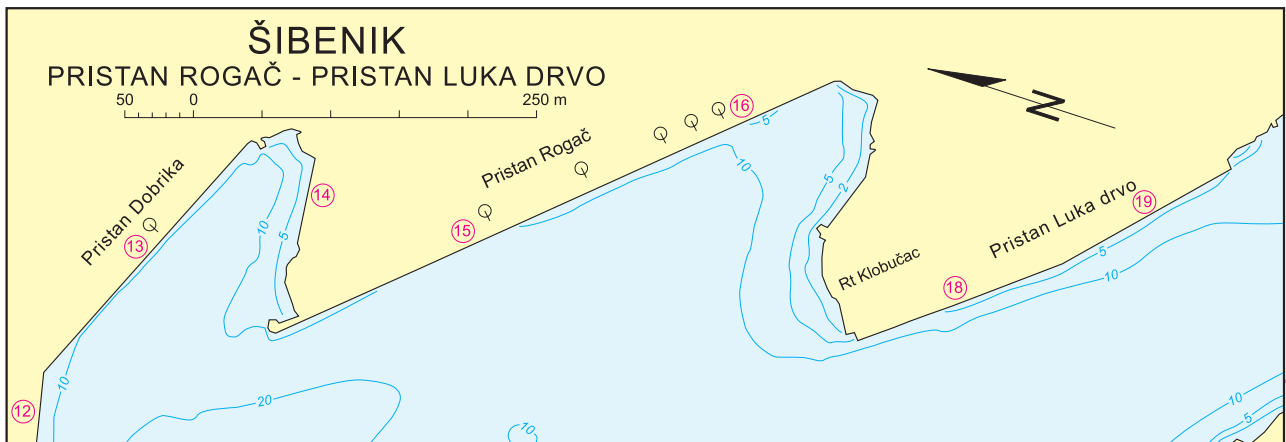 ŠIBENIK
PRISTAN ROGAČ - PRISTAN LUKA DRVO
50 0 250 m
N
16
5
Pristan Rogač
10
Pristan Dobrika
14
5
2
19
Pristan Luka drvo
13
10
5
15
5
Rt Klobučac
10
18
10
12
20
10
10
5